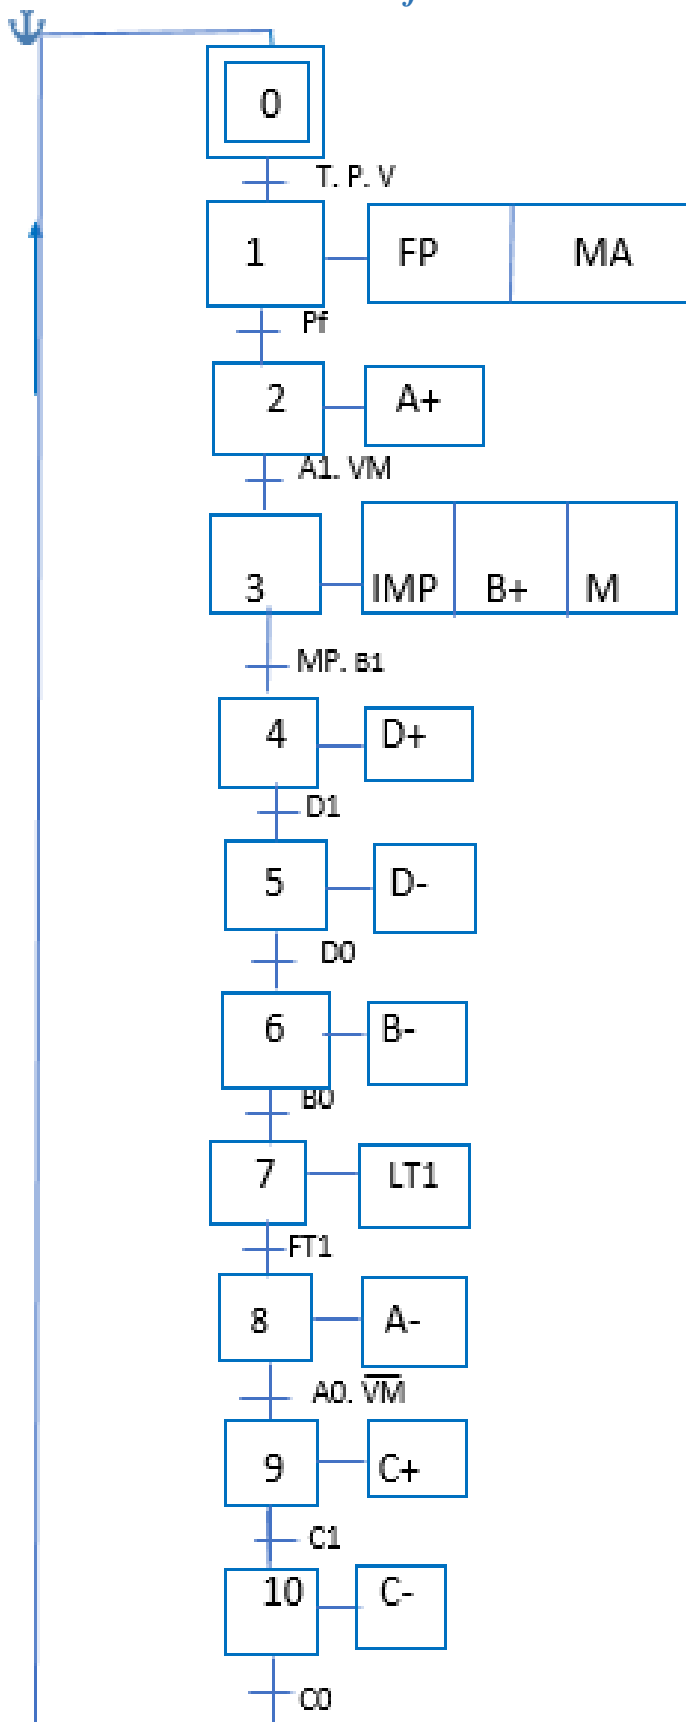 0
T. P. V
1 FP MA
Pf
2 A+
A1. VM
3 IMP B+ M
MP. B1
4 D+
D1
5 D-
D0
6 B-
B0
7 LT1
FT1
8 A-
A0. V̅M̅
9 C+
C1
10 C-
C0